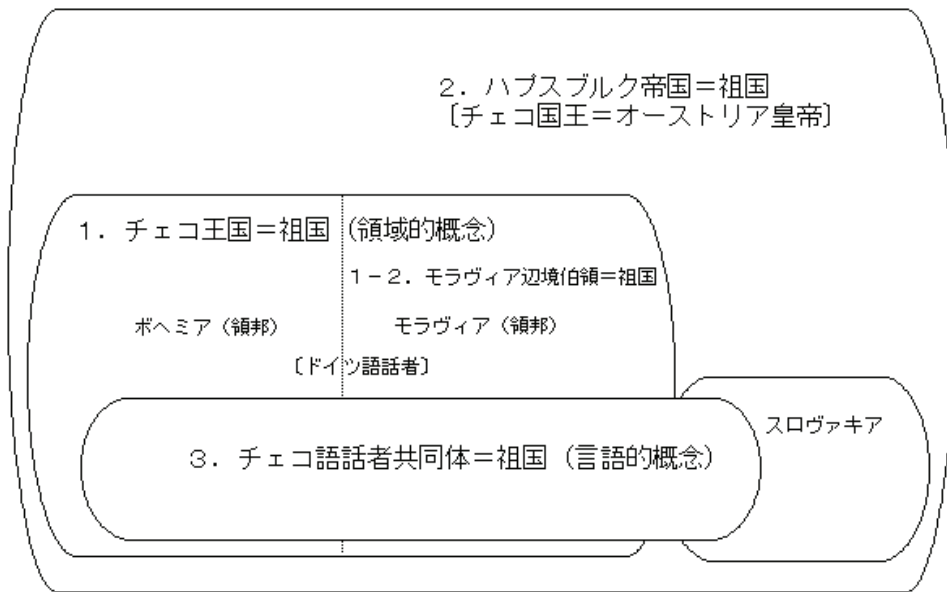 ２．ハプスブルク帝国＝祖国
〔チェコ国王＝オーストリア皇帝〕
１．チェコ王国＝祖国（領域的概念）
１－２．モラヴィア辺境伯領＝祖国
ボヘミア（領邦）
モラヴィア（領邦）
〔ドイツ語話者〕
スロヴァキア
３．チェコ語話者共同体＝祖国（言語的概念）